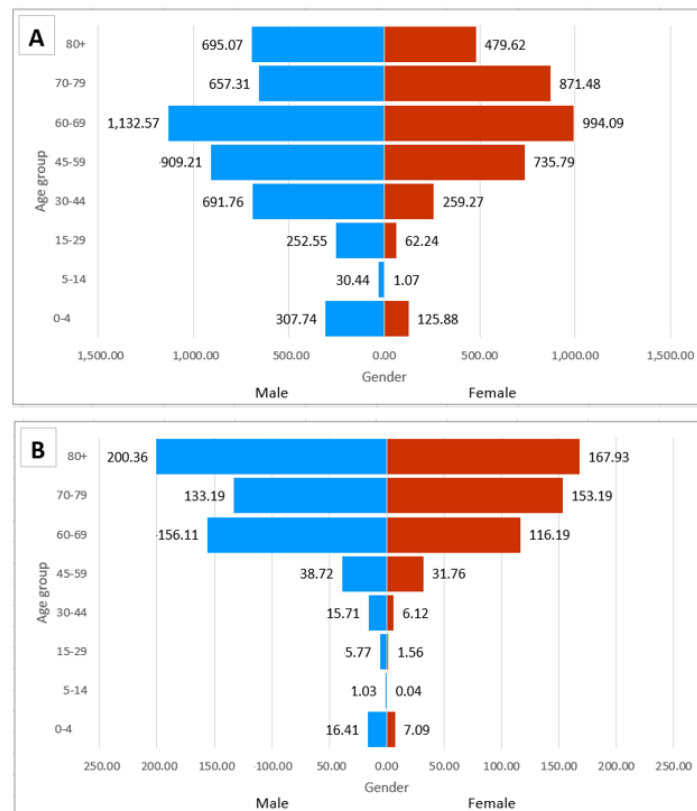 A
80+ 695.07 479.62
70-79 657.31 871.48
60-69 1,132.57 994.09
45-59 -909.21 735.79
30-44 691.76 259.27
15-29 252.55 62.24
5-14 30.44 1.07
0-4 307.74 125.88
Age group
1,500.00 1,000.00 500.00 0.00 500.00 1,000.00 1,500.00
Gender
Male Female
B
80+ 200.36 167.93
70-79 133.19 153.19
60-69 -156.11 116.19
45-59 38.72 31.76
30-44 15.71 6.12
15-29 5.77 1.56
5-14 1.03 0.04
0-4 16.41 7.09
Age group
250.00 200.00 150.00 100.00 50.00 0.00 50.00 100.00 150.00 200.00 250.00
Gender
Male Female